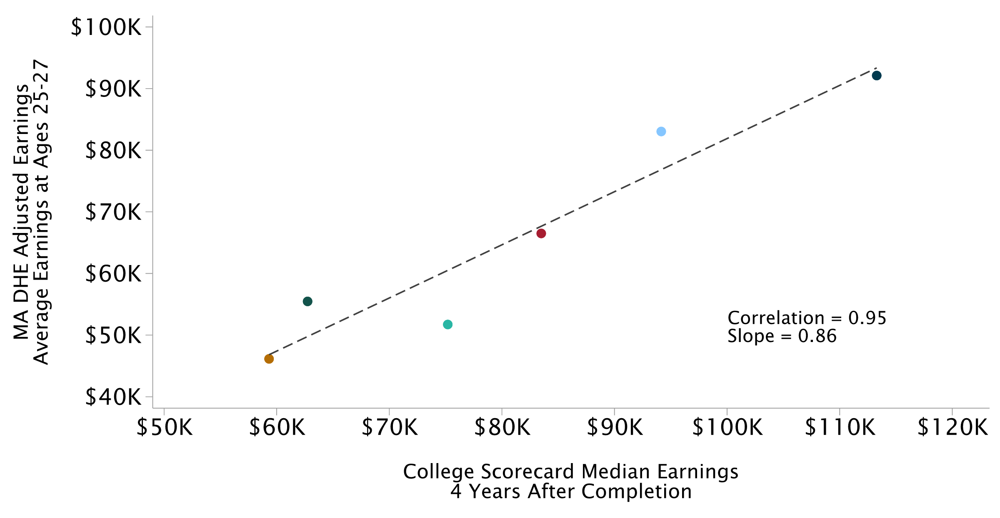 MA DHE Adjusted Earnings
Average Earnings at Ages 25-27
$100K
$90K
$80K
$70K
$60K
$50K
$40K
Correlation = 0.95
Slope = 0.86
$50K
$60K
$70K
$80K
$90K
$100K
$110K
$120K
College Scorecard Median Earnings
4 Years After Completion